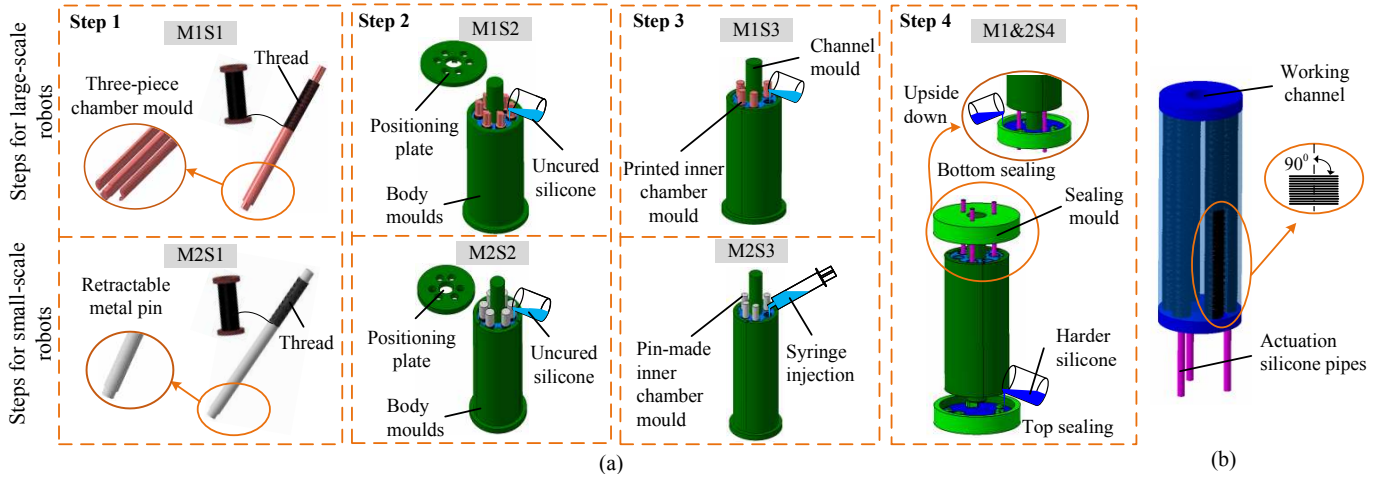 Steps for large-scale
robots
Steps for small-scale
robots
Step 1
M1S1
Thread
Three-piece
chamber mould
M2S1
Retractable
metal pin
Thread
Step 2
M1S2
Positioning
plate
Uncured
silicone
Body
moulds
M2S2
Positioning
plate
Uncured
silicone
Body
moulds
Step 3
M1S3
Channel
mould
Printed inner
chamber
mould
M2S3
Pin-made
inner
chamber
mould
Syringe
injection
Step 4
M1&2S4
Upside
down
Bottom sealing
Sealing
mould
Harder
silicone
Top sealing
(a)
Working
channel
90⁰
Actuation
silicone pipes
(b)